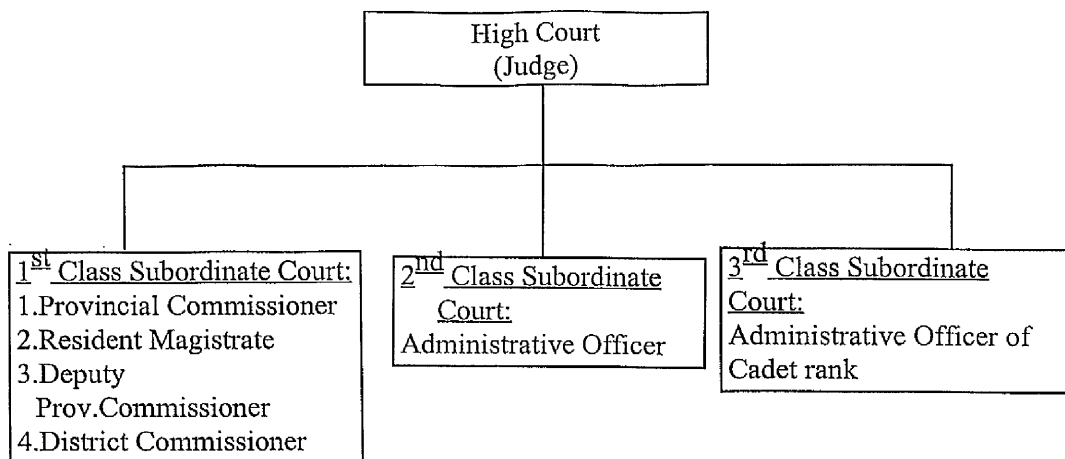 High Court
(Judge)
1st Class Subordinate Court:
1.Provincial Commissioner
2.Resident Magistrate
3.Deputy
Prov.Commissioner
4.District Commissioner
2nd Class Subordinate
Court:
Administrative Officer
3rd Class Subordinate
Court:
Administrative Officer of
Cadet rank